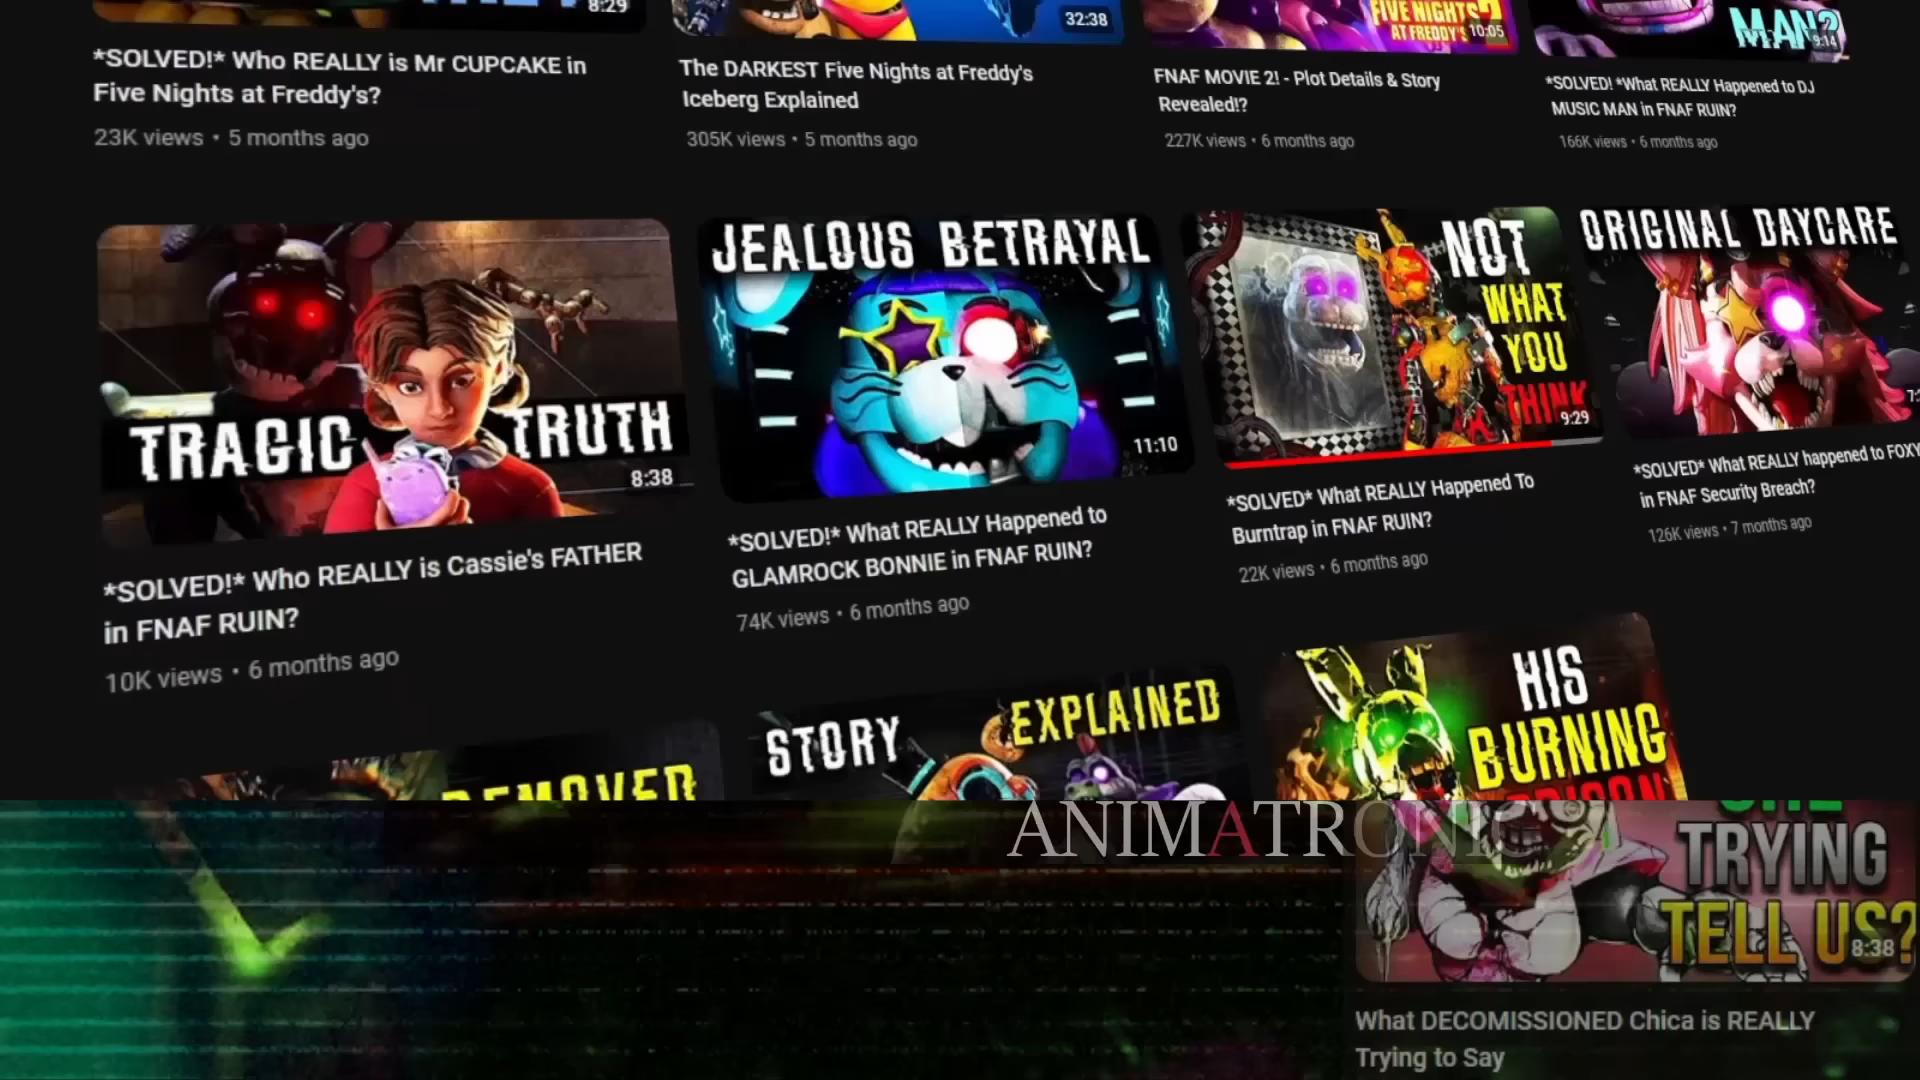 8:29
32:38
FIVE NIGHTS
AT FREDDY'S
2
10:05
MAN?
9:14
*SOLVED!* Who REALLY is Mr CUPCAKE in
Five Nights at Freddy's?
23K views • 5 months ago
The DARKEST Five Nights at Freddy's
Iceberg Explained
305K views • 5 months ago
FNAF MOVIE 2! - Plot Details & Story
Revealed!?
227K views • 6 months ago
*SOLVED! *What REALLY Happened to DJ
MUSIC MAN in FNAF RUIN?
166K views • 6 months ago
TRAGIC TRUTH
8:38
JEALOUS BETRAYAL
11:10
NOT
WHAT
YOU
THINK
9:29
ORIGINAL DAYCARE
*SOLVED!* Who REALLY is Cassie's FATHER
in FNAF RUIN?
10K views • 6 months ago
*SOLVED!* What REALLY Happened to
GLAMROCK BONNIE in FNAF RUIN?
74K views • 6 months ago
*SOLVED* What REALLY Happened To
Burntrap in FNAF RUIN?
22K views • 6 months ago
*SOLVED* What REALLY happened to FOXY
in FNAF Security Breach?
126K views • 7 months ago
REMOVED
STORY EXPLAINED
HIS
BURNING
ANIMATRONIC
TRYING
TELL US?
8:38
What DECOMISSIONED Chica is REALLY
Trying to Say